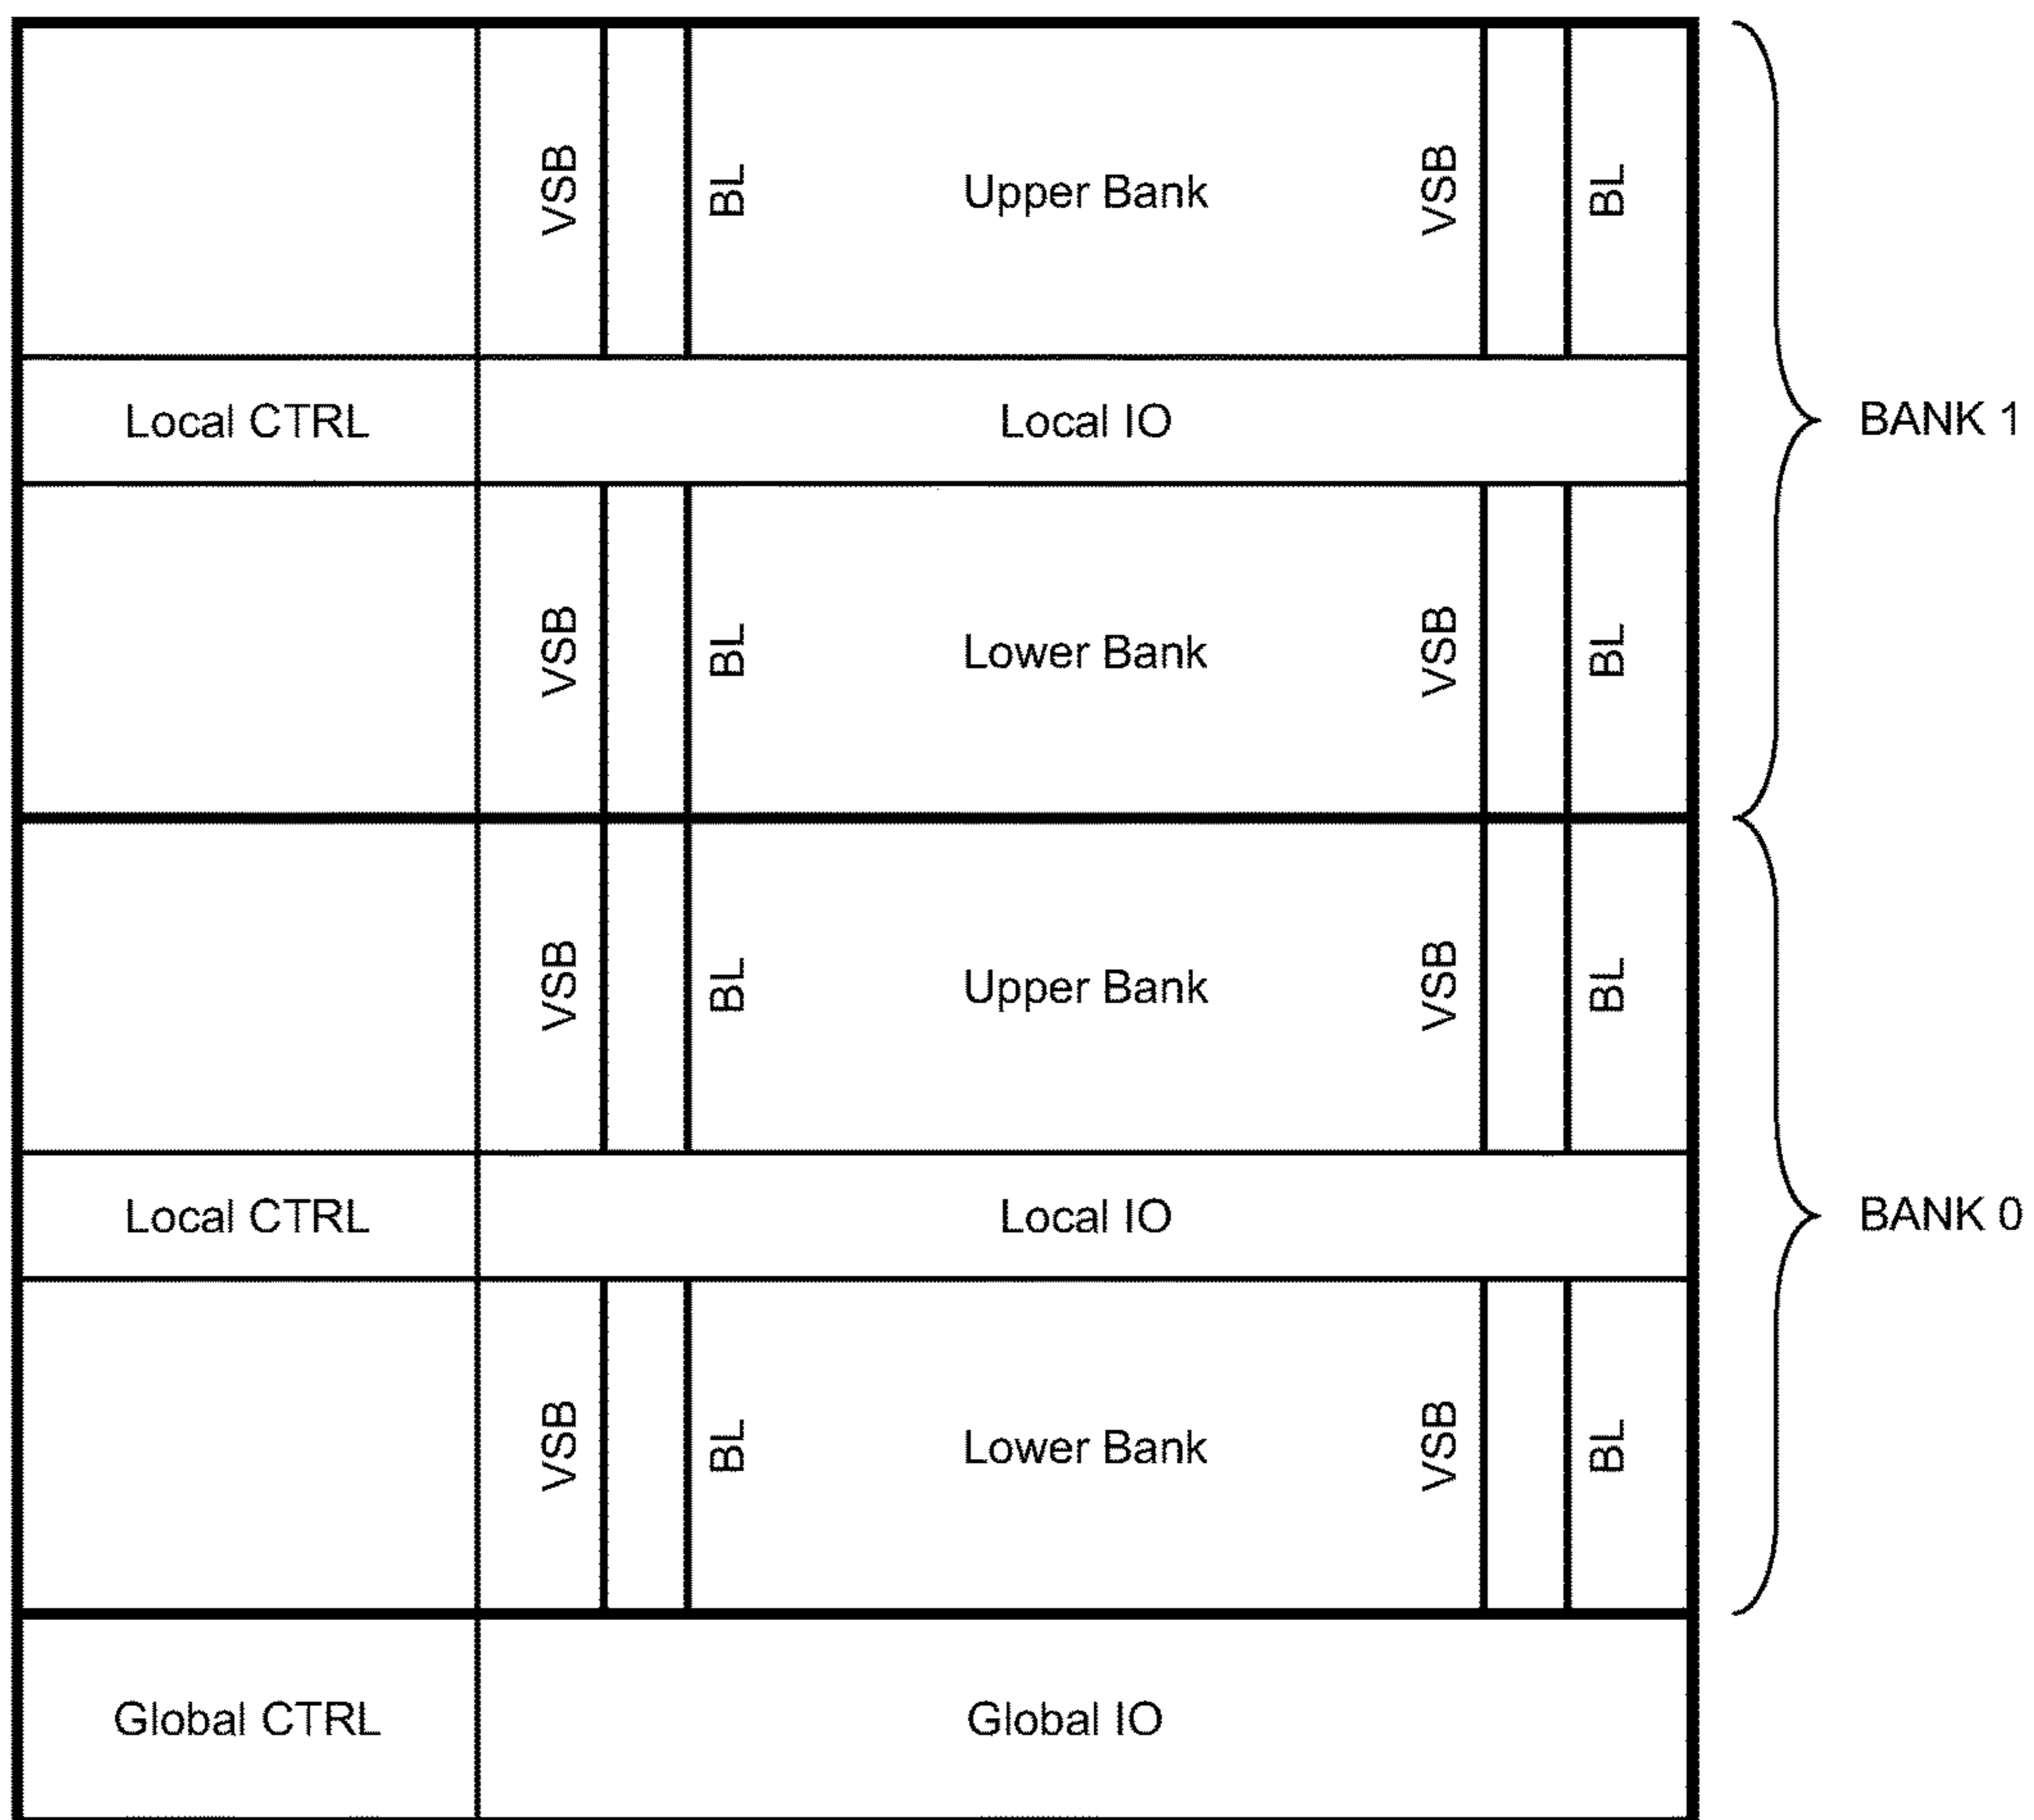 VSB BL Upper Bank VSB BL
Local CTRL Local IO BANK 1
VSB BL Lower Bank VSB BL
VSB BL Upper Bank VSB BL
Local CTRL Local IO BANK 0
VSB BL Lower Bank VSB BL
Global CTRL Global IO